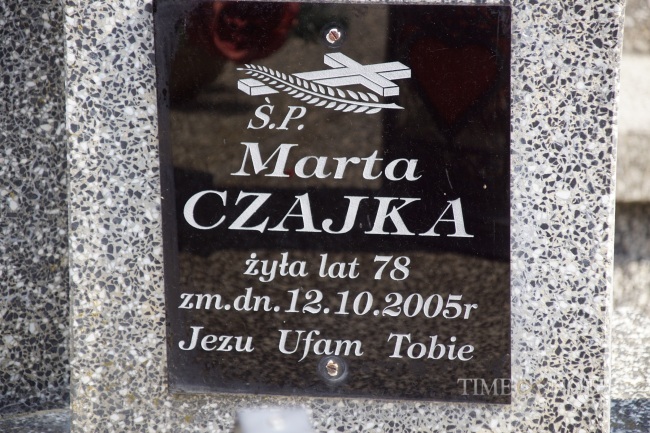 Ś.P.
Marta
CZAJKA
żyła lat 78
zm.dn.12.10.2005r
Jezu Ufam Tobie